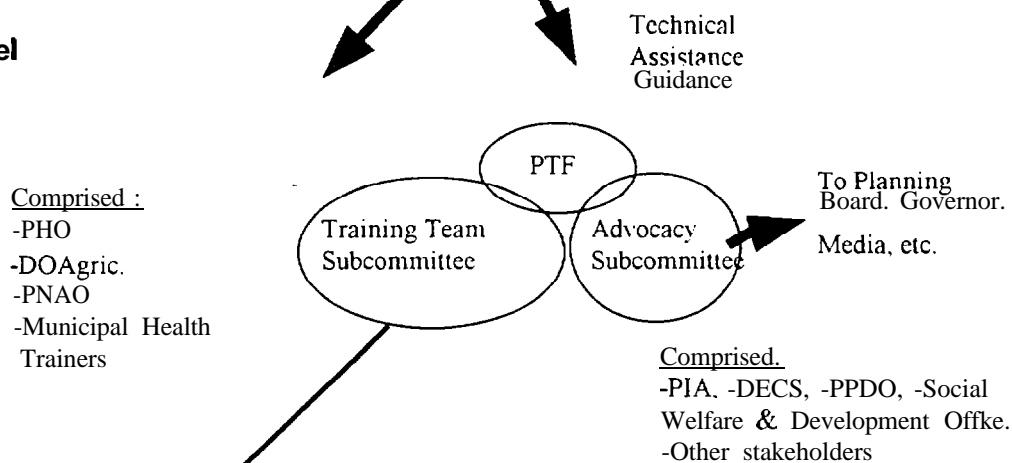 el
Technical
Assistance
Guidance
PTF
Training Team
Subcommittee
Advocacy
Subcommittee
To Planning
Board. Governor.
Media, etc.
Comprised :
-PHO
-DOAgric.
-PNAO
-Municipal Health
Trainers
Comprised.
-PIA. -DECS, -PPDO, -Social
Welfare & Development Offke.
-Other stakeholders